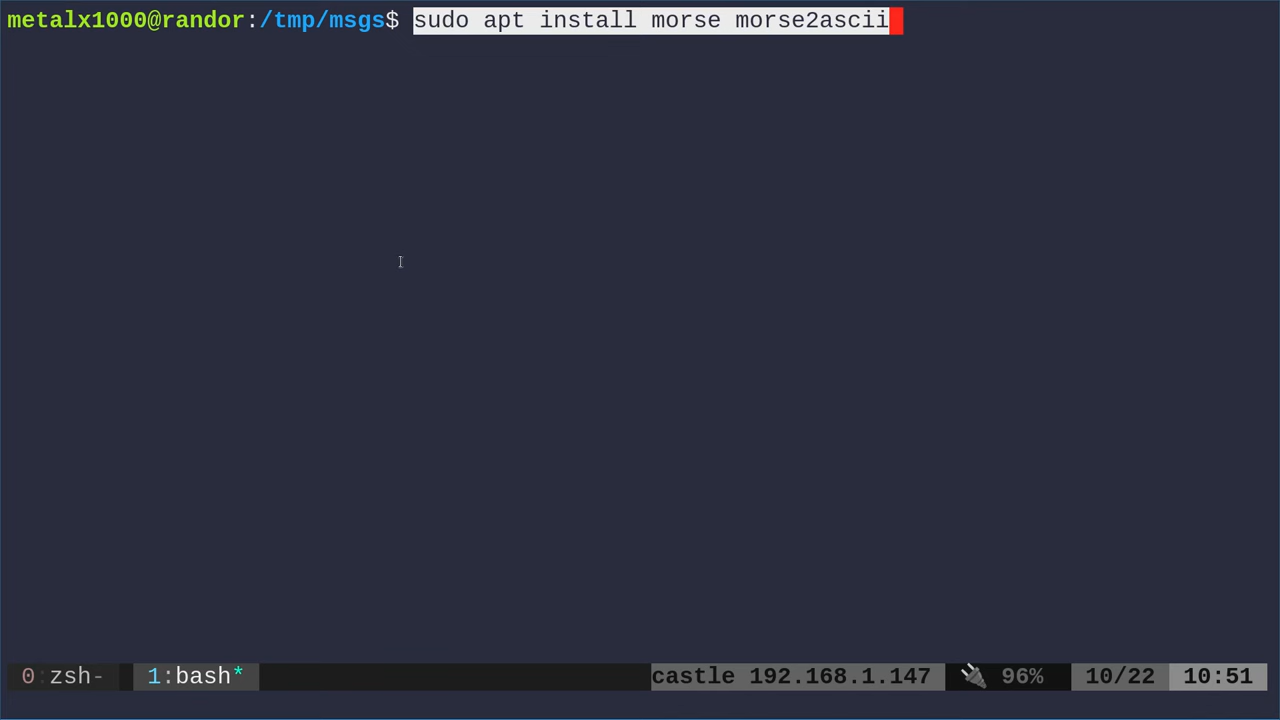 metalx1000@randor:/tmp/msgs$ sudo apt install morse morse2ascii
0:zsh- 1:bash* castle 192.168.1.147 🔌 96% 10/22 10:51